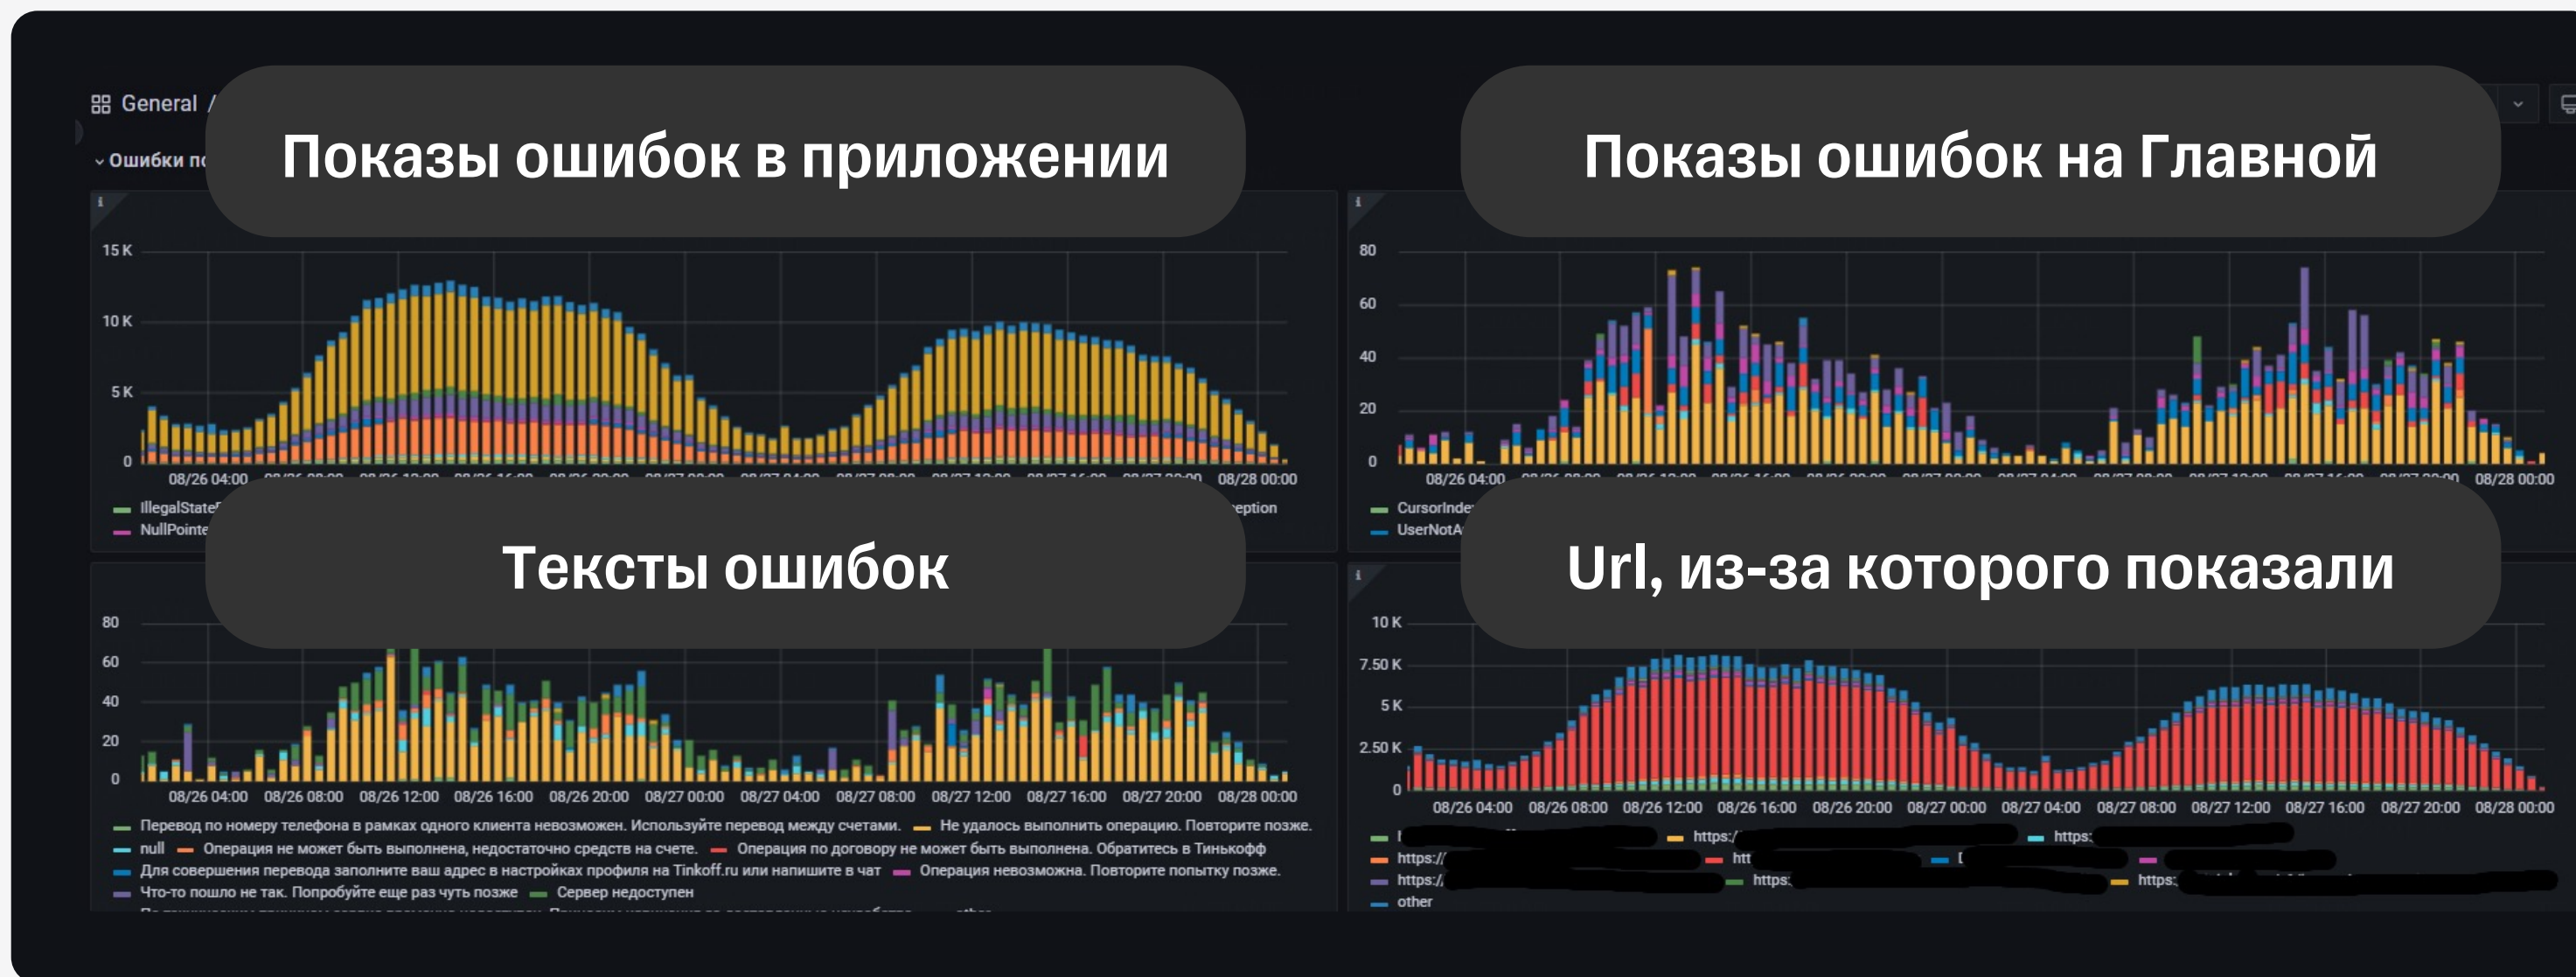 General /
Ошибки по
Показы ошибок в приложении
Показы ошибок на Главной
15 K
10 K
5 K
0
08/26 04:00
08/28 00:00
IllegalState
eption
NullPointe
80
60
40
20
0
08/26 04:00
08/28 00:00
CursorInde
UserNotA
Тексты ошибок
Url, из-за которого показали
80
60
40
20
0
08/26 04:00 08/26 08:00 08/26 12:00 08/26 16:00 08/26 20:00 08/27 00:00 08/27 04:00 08/27 08:00 08/27 12:00 08/27 16:00 08/27 20:00 08/28 00:00
Перевод по номеру телефона в рамках одного клиента невозможен. Используйте перевод между счетами. Не удалось выполнить операцию. Повторите позже.
null Операция не может быть выполнена, недостаточно средств на счете. Операция по договору не может быть выполнена. Обратитесь в Тинькофф
Для совершения перевода заполните ваш адрес в настройках профиля на Tinkoff.ru или напишите в чат Операция невозможна. Повторите попытку позже.
Что-то пошло не так. Попробуйте еще раз чуть позже Сервер недоступен
10 K
7.50 K
5 K
2.50 K
0
08/26 04:00 08/26 08:00 08/26 12:00 08/26 16:00 08/26 20:00 08/27 00:00 08/27 04:00 08/27 08:00 08/27 12:00 08/27 16:00 08/27 20:00 08/28 00:00
https:/ https:
https:// htt
https:// https: https:
other